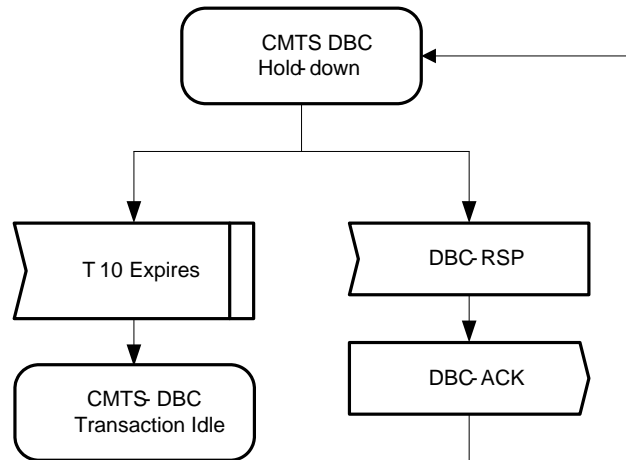 CMTS DBC
Hold-down
T10 Expires
DBC-RSP
CMTS-DBC
Transaction Idle
DBC-ACK